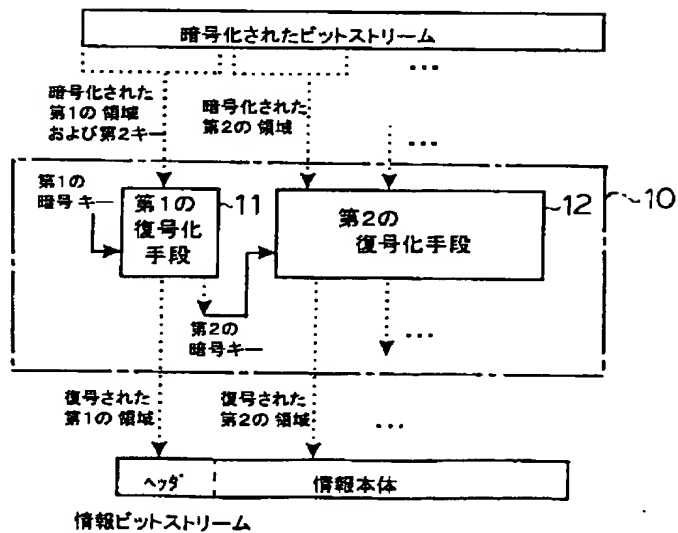 暗号化されたビットストリーム
暗号化された
第1の 領域
および第2キー
暗号化された
第2の 領域
...
...
第1の
暗号キー
第1の
復号化
手段
11
第2の
復号化手段
12
10
第2の
暗号キー
...
復号された
第1の 領域
復号された
第2の 領域
...
ヘッダ
情報本体
情報ビットストリーム